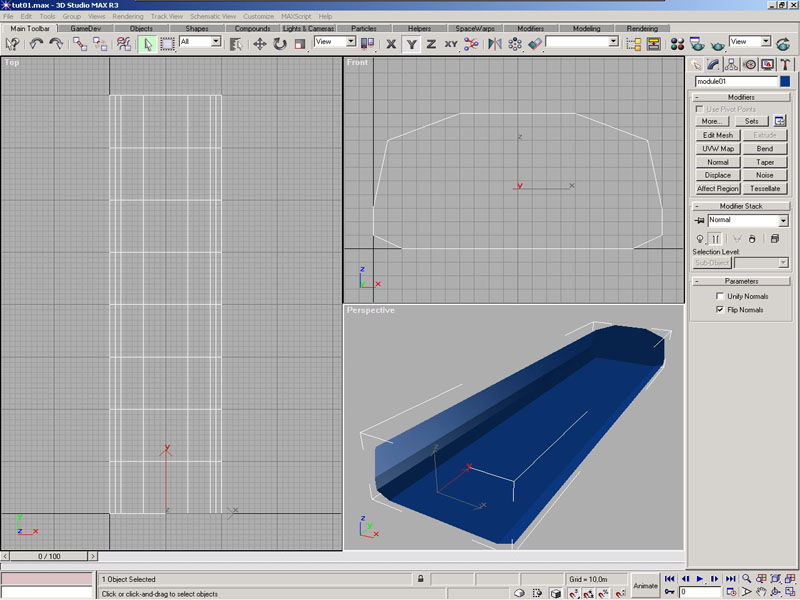 tut01.max - 3D Studio MAX R3
File Edit Tools Group Views Rendering Track View Schematic View Customize MAXScript Help
Main Toolbar GameDev Objects Shapes Compounds Lights & Cameras Particles Helpers SpaceWarps Modifiers Modeling Rendering
All View X Y Z XY View
Top
Front
module01
Modifiers
Use Pivot Points
More... Sets
Edit Mesh Extrude
UVW Map Bend
Normal Taper
Displace Noise
Affect Region Tessellate
Modifier Stack
Normal
Selection Level:
Sub-Object
Parameters
Unify Normals
Flip Normals
z
y x
z
x
Perspective
y
z x
y
z x
z
x
x
z
y
x
0 / 100
1 Object Selected
Grid = 10.0m
Animate
Click or click-and-drag to select objects
0